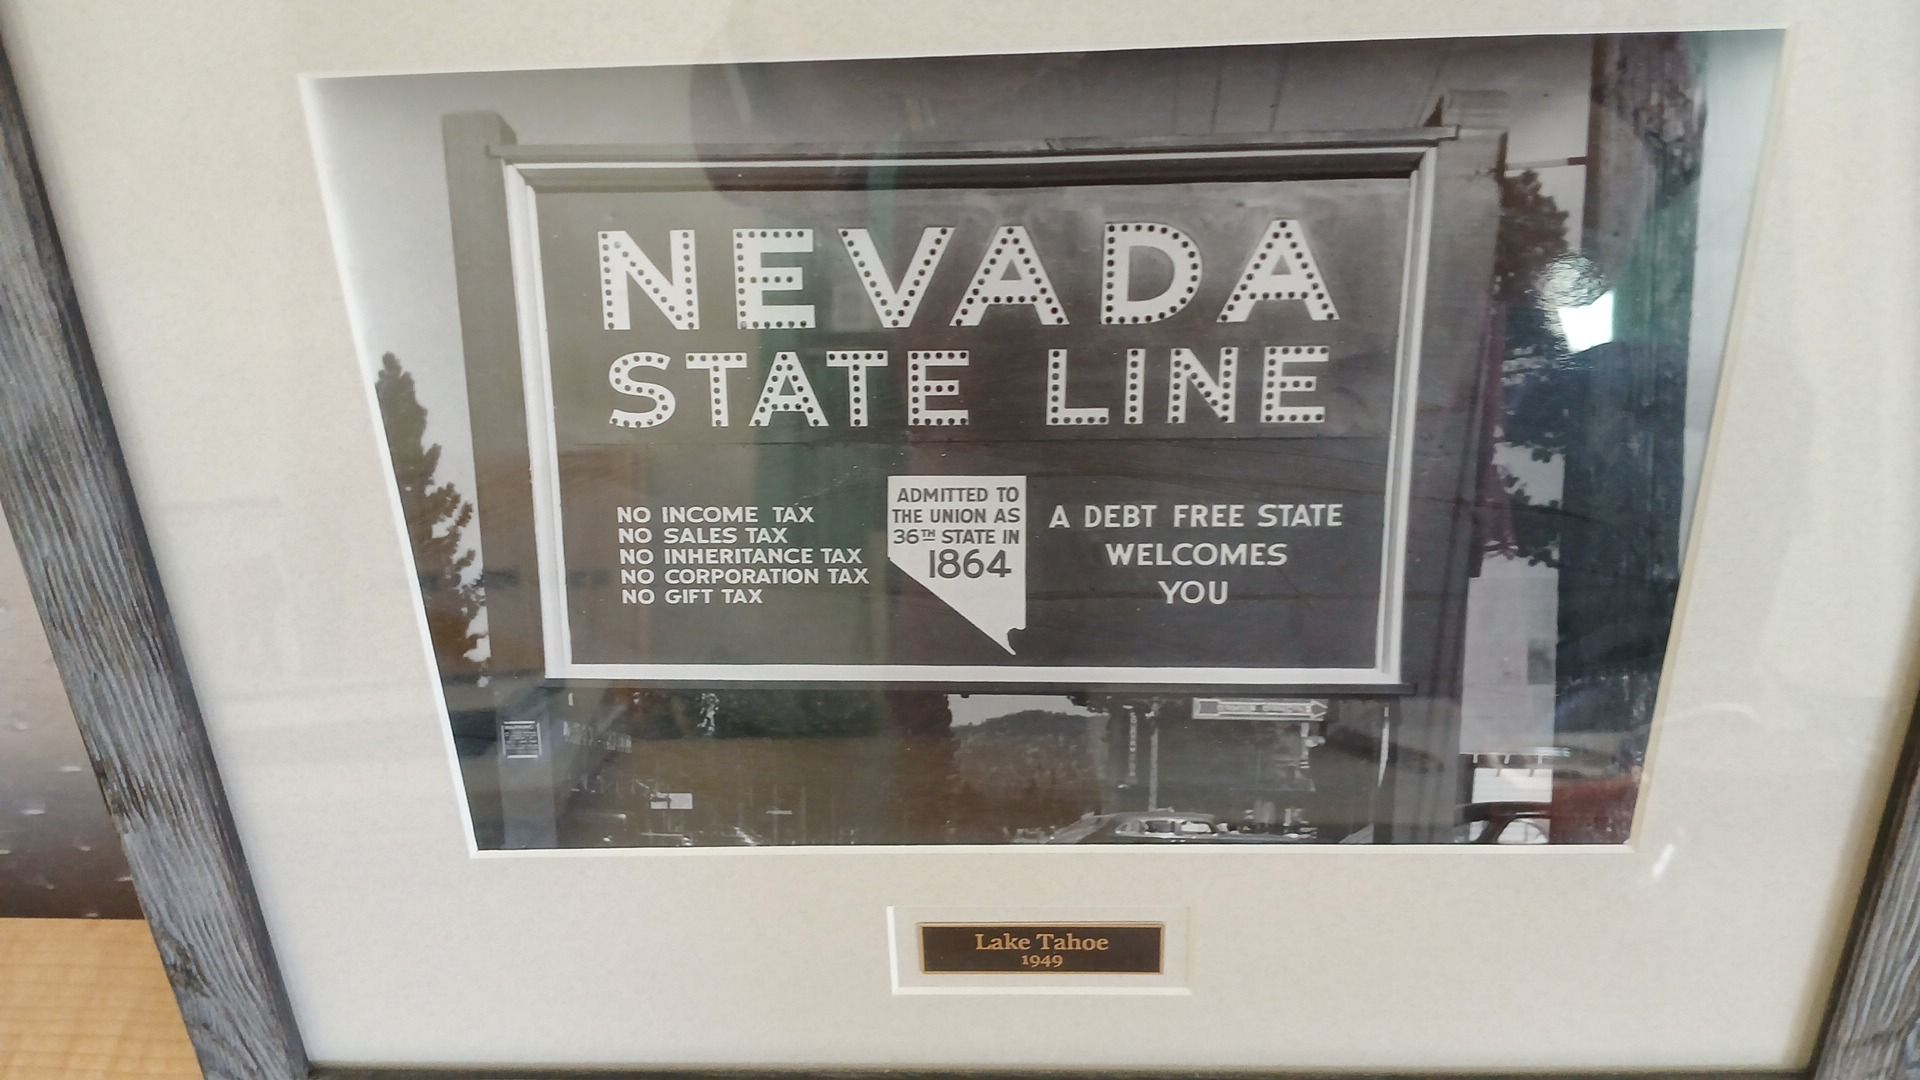 NEVADA
STATE LINE
NO INCOME TAX
NO SALES TAX
NO INHERITANCE TAX
NO CORPORATION TAX
NO GIFT TAX
ADMITTED TO
THE UNION AS
36TH STATE IN
1864
A DEBT FREE STATE
WELCOMES
YOU
Lake Tahoe
1949